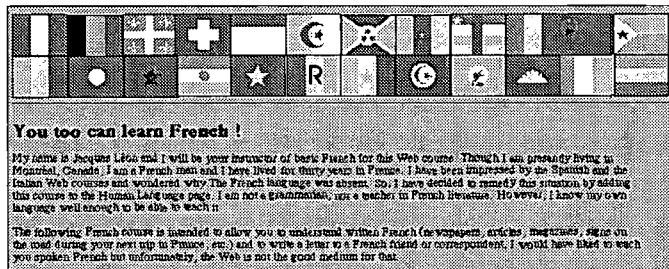 R
You too can learn French !
My name is Jacques Léon and I will be your instructor of basic French for this Web course. Though I am presently living in
Montréal, Canada, I am a French man and I have lived for thirty years in France. I have been impressed by the Spanish and the
Italian Web courses and wondered why The French language was absent. So, I have decided to remedy this situation by adding
this course to the Human Language page. I am not a grammarian, not a teacher in French literature. However, I know my own
language well enough to be able to teach it.
The following French course is intended to allow you to understand written French (newspapers, articles, magazines, signs on
the road during your next trip to France, etc.) and to write a letter to a French friend or correspondent. I would have liked to teach
you spoken French but unfortunately, the Web is not the good medium for that.